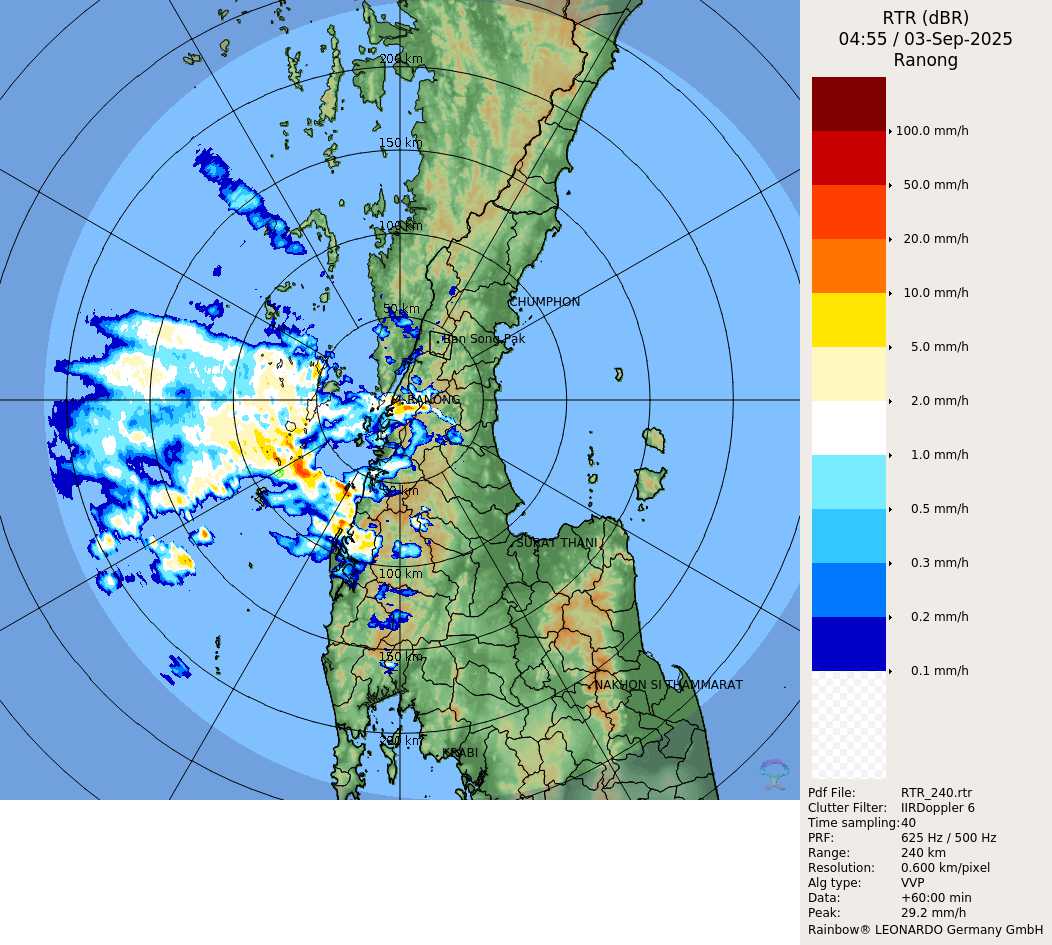 RTR (dBR)
04:55 / 03-Sep-2025
Ranong
100.0 mm/h
50.0 mm/h
20.0 mm/h
10.0 mm/h
5.0 mm/h
2.0 mm/h
1.0 mm/h
0.5 mm/h
0.3 mm/h
0.2 mm/h
0.1 mm/h
Pdf File: RTR_240.rtr
Clutter Filter: IIRDoppler 6
Time sampling: 40
PRF: 625 Hz / 500 Hz
Range: 240 km
Resolution: 0.600 km/pixel
Alg type: VVP
Data: +60:00 min
Peak: 29.2 mm/h
Rainbow® LEONARDO Germany GmbH
200 km
150 km
100 km
CHUMPHON
50 km
Ban Song Pak
RANONG
50 km
SURAT THANI
100 km
150 km
NAKHON SI THAMMARAT
200 km
KRABI